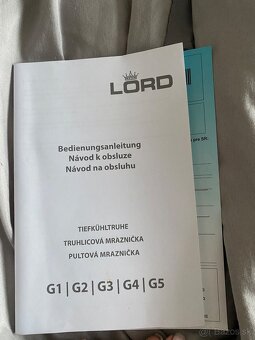 LORD
Bedienungsanleitung
Návod k obsluze
Návod na obsluhu
TIEFKÜHLTRUHE
TRUHLICOVÁ MRAZNIČKA
PULTOVÁ MRAZNIČKA
G1 | G2 | G3 | G4 | G5